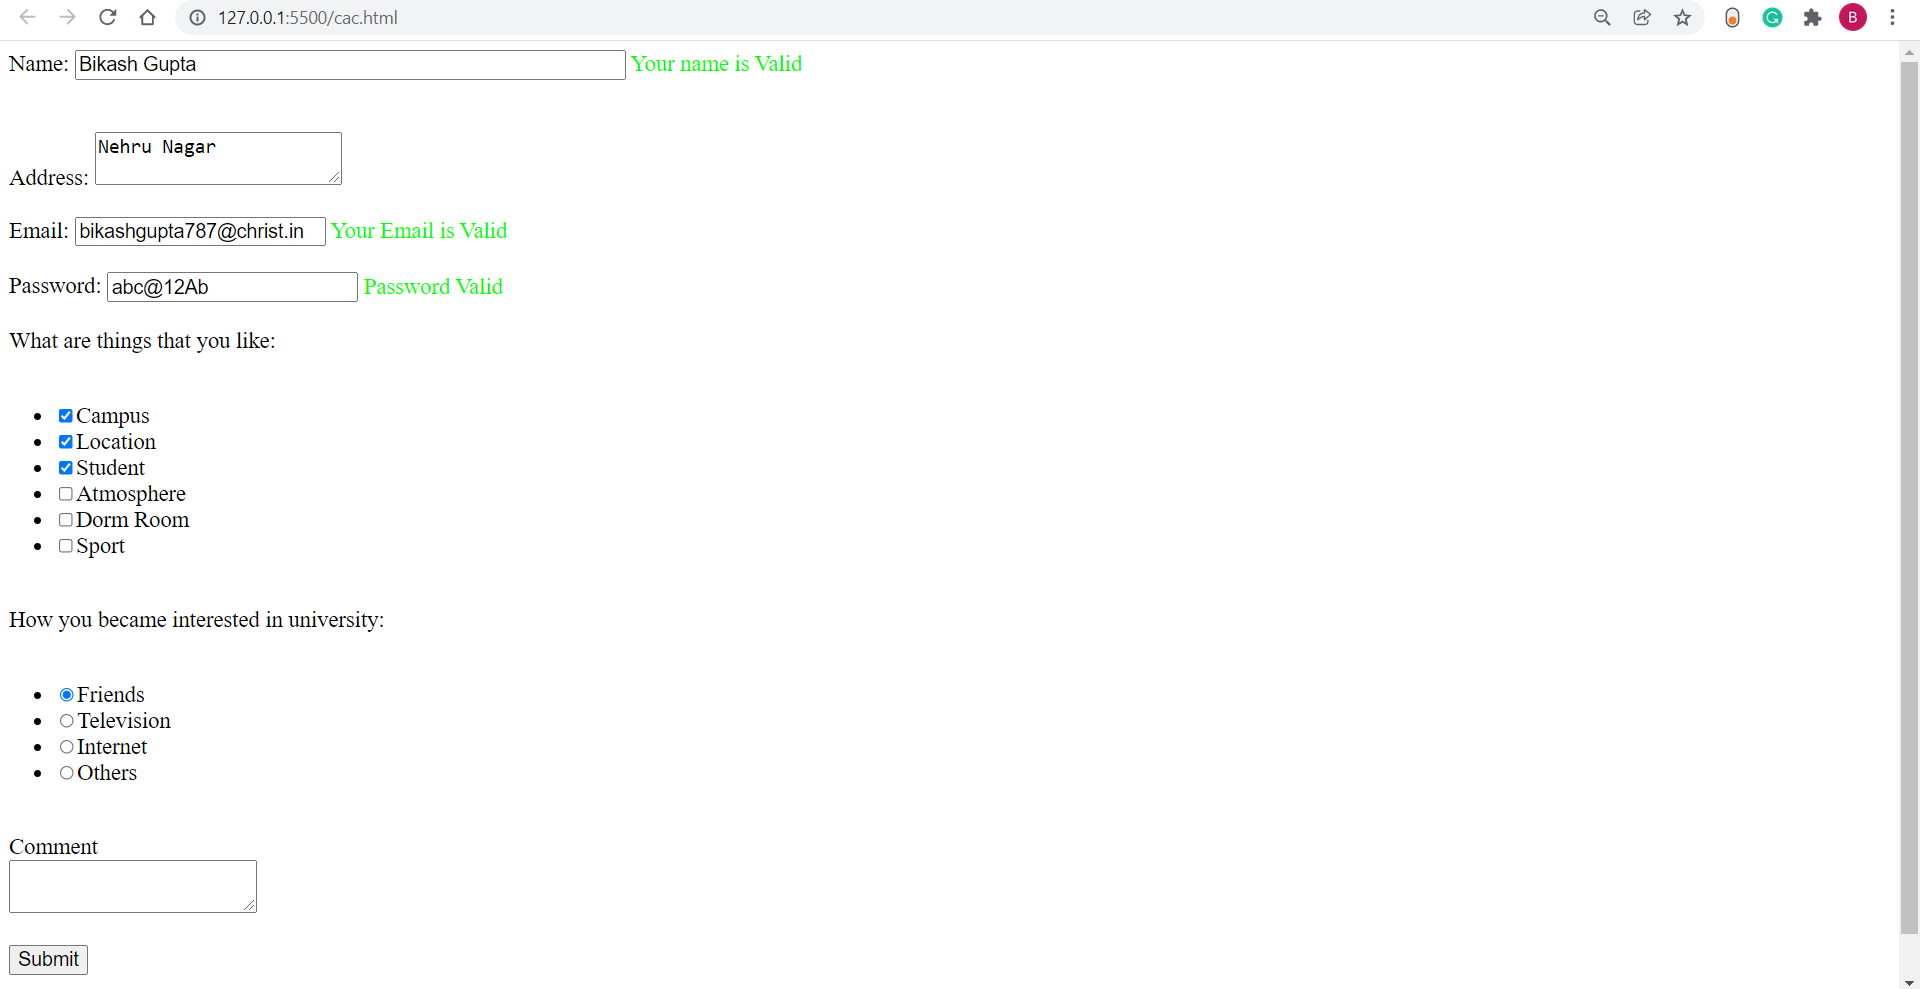 127.0.0.1:5500/cac.html
B
Name: Bikash Gupta Your name is Valid
Nehru Nagar
Address:
Email: bikashgupta787@christ.in Your Email is Valid
Password: abc@12Ab Password Valid
What are things that you like:
Campus
Location
Student
Atmosphere
Dorm Room
Sport
How you became interested in university:
Friends
Television
Internet
Others
Comment
Submit